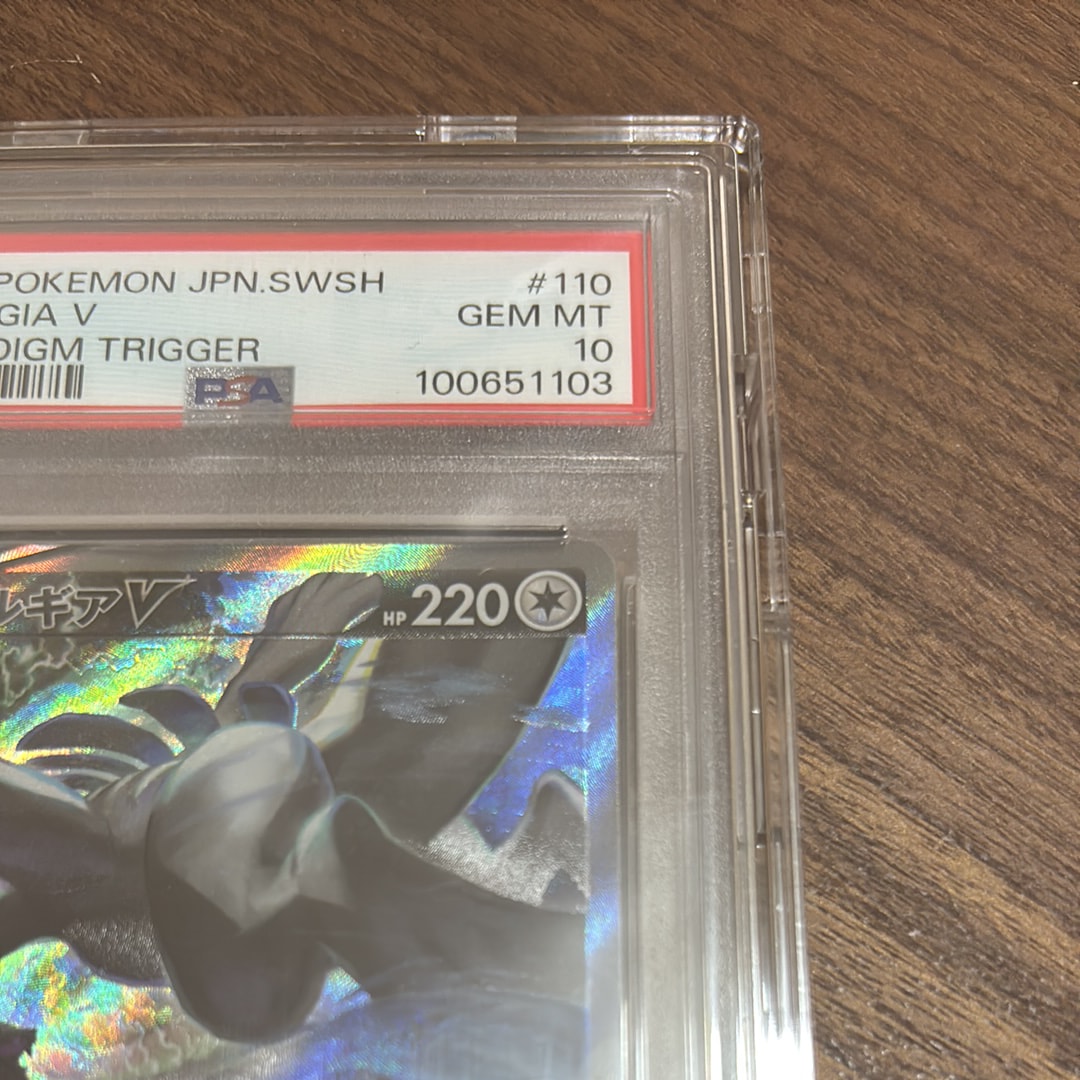 POKEMON JPN.SWSH #110
GIA V GEM MT
DIGM TRIGGER 10
PSA 100651103
ルギアV HP 220